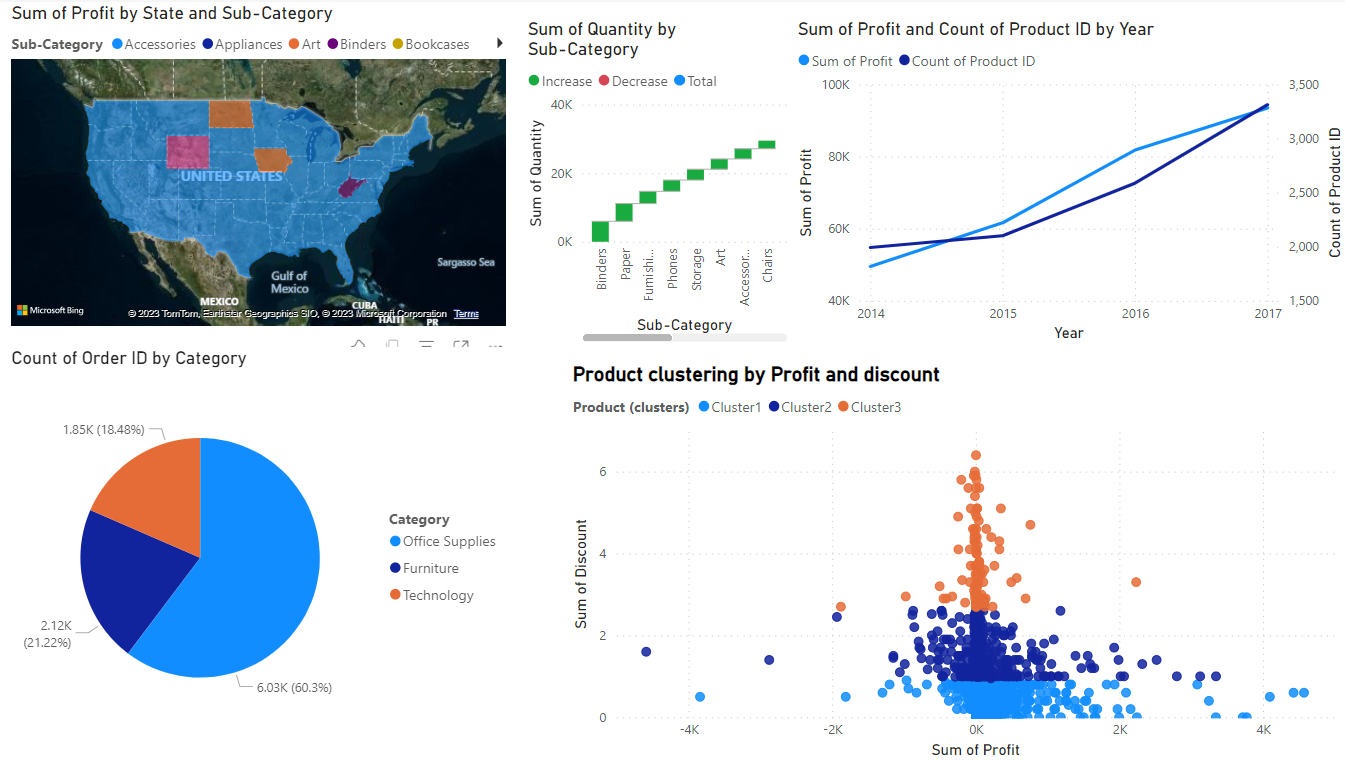 Sum of Profit by State and Sub-Category
Sub-Category Accessories Appliances Art Binders Bookcases
UNITED STATES
Sargasso Sea
Gulf of
Mexico
MEXICO
CUBA
HAITI
PR
Microsoft Bing
© 2023 TomTom, Earthstar Geographics SIO, © 2023 Microsoft Corporation Terms
Sum of Quantity by
Sub-Category
Increase Decrease Total
Sum of Quantity
40K
20K
0K
Binders
Paper
Furnishi...
Phones
Storage
Art
Accessor...
Chairs
Sub-Category
Sum of Profit and Count of Product ID by Year
Sum of Profit Count of Product ID
Sum of Profit
100K
80K
60K
40K
3,500
3,000
2,500
2,000
1,500
Count of Product ID
2014 2015 2016 2017
Year
Count of Order ID by Category
1.85K (18.48%)
2.12K
(21.22%)
6.03K (60.3%)
Category
Office Supplies
Furniture
Technology
Product clustering by Profit and discount
Product (clusters) Cluster1 Cluster2 Cluster3
Sum of Discount
6
4
2
0
-4K -2K 0K 2K 4K
Sum of Profit